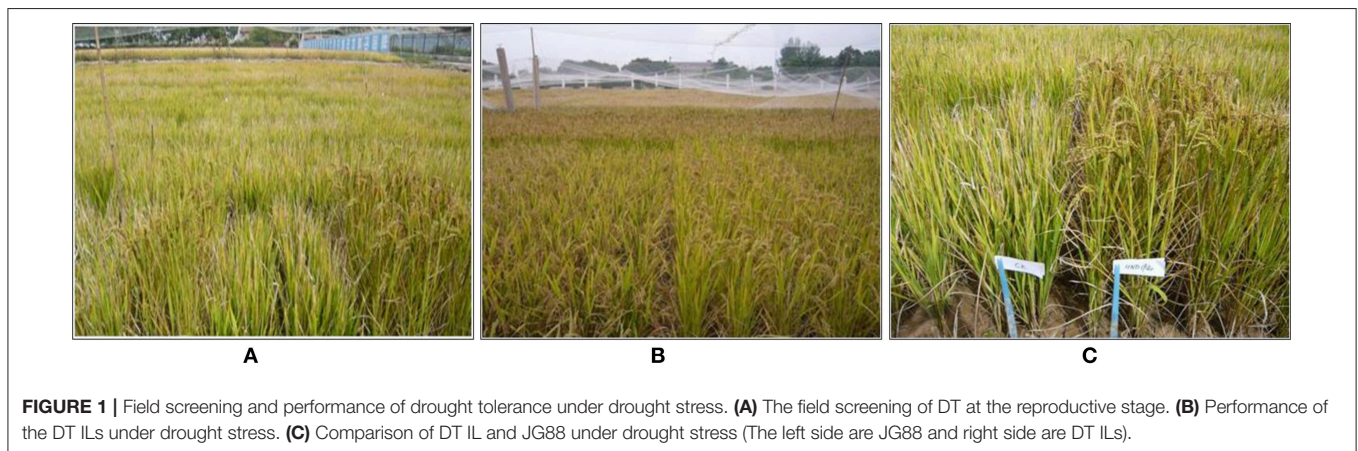 A
B
C
FIGURE 1 | Field screening and performance of drought tolerance under drought stress. (A) The field screening of DT at the reproductive stage. (B) Performance of
the DT ILs under drought stress. (C) Comparison of DT IL and JG88 under drought stress (The left side are JG88 and right side are DT ILs).